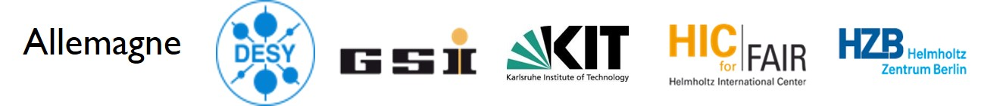 Allemagne
DESY
GSI
KIT
Karlsruhe Institute of Technology
HIC
for FAIR
Helmholtz International Center
HZB Helmholtz
Zentrum Berlin